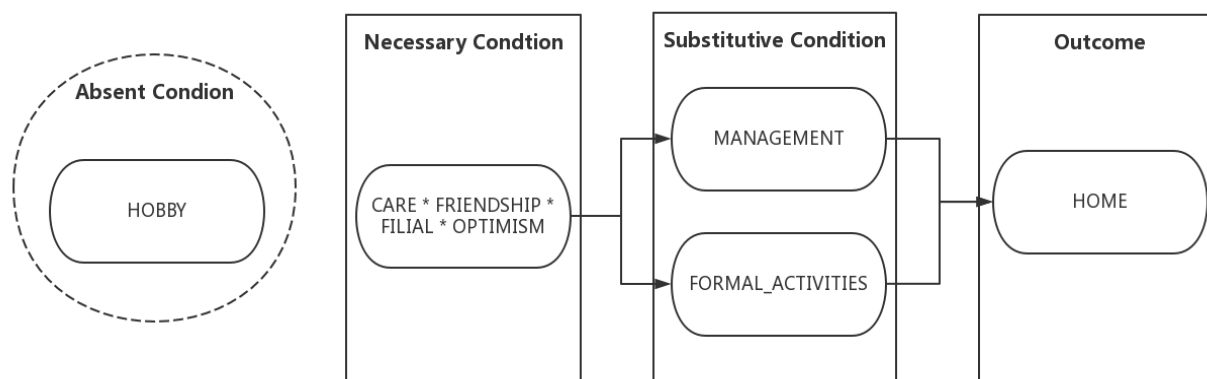 Absent Condion
HOBBY
Necessary Condtion
CARE * FRIENDSHIP *
FILIAL * OPTIMISM
Substitutive Condition
MANAGEMENT
FORMAL_ACTIVITIES
Outcome
HOME